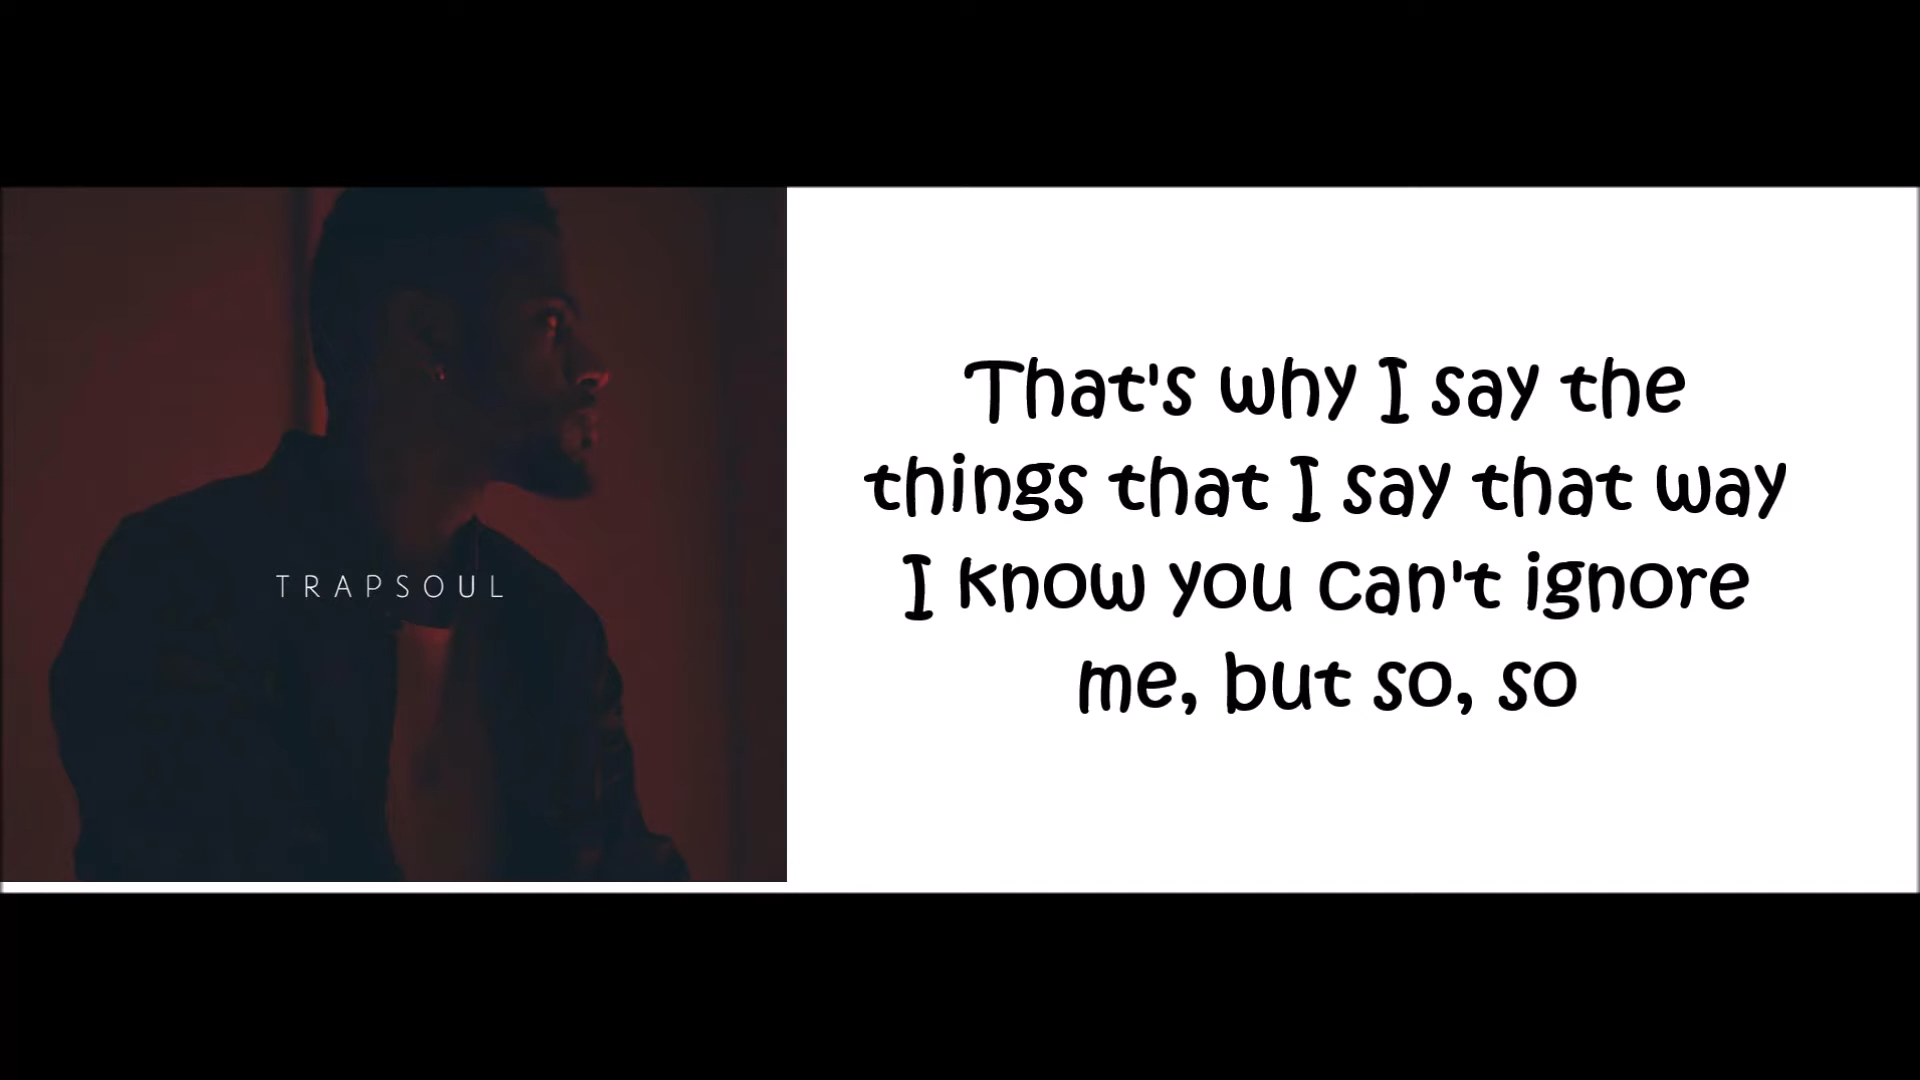 TRAPSOUL
That's why I say the
things that I say that way
I know you can't ignore
me, but so, so